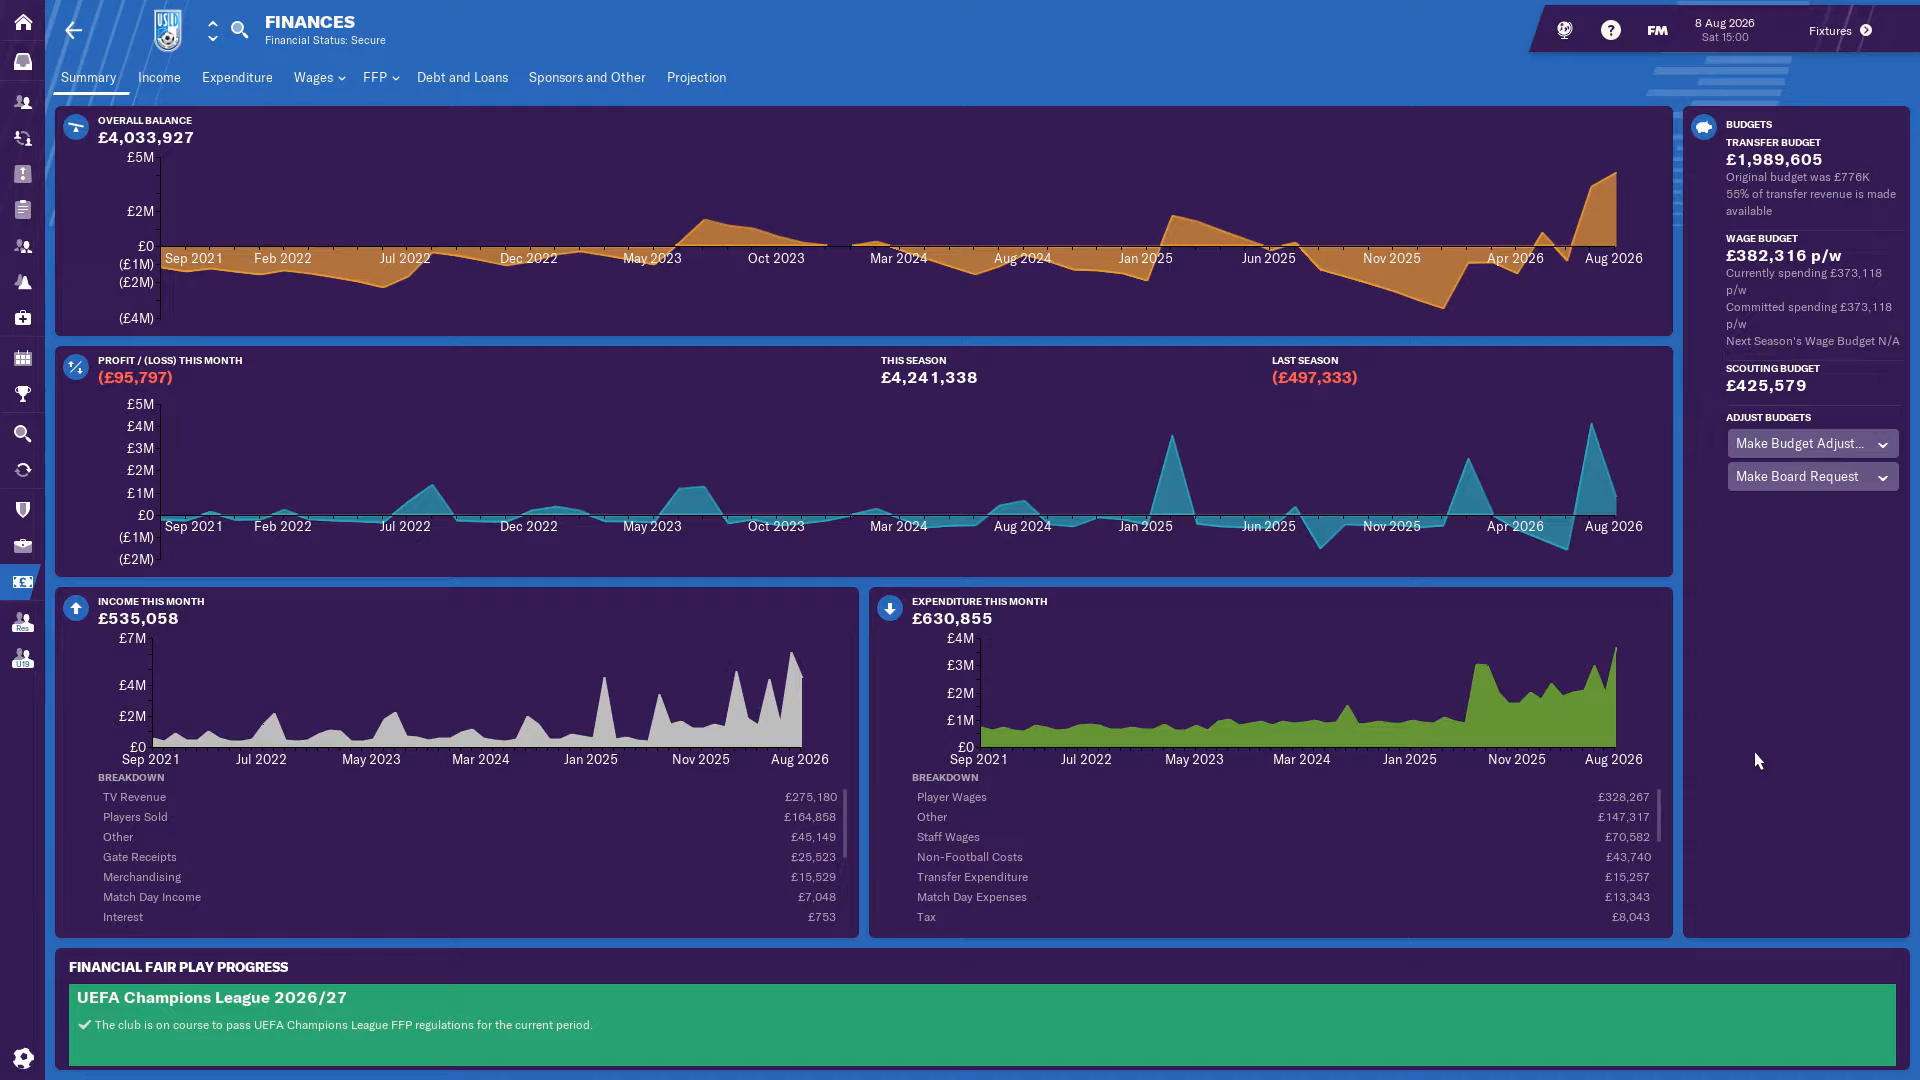 USLD
FINANCES
Financial Status: Secure
FM
8 Aug 2026
Sat 15:00
Fixtures
Summary
Income
Expenditure
Wages
FFP
Debt and Loans
Sponsors and Other
Projection
OVERALL BALANCE
£4,033,927
£5M
£2M
£0
(£1M)
(£2M)
(£4M)
Sep 2021
Feb 2022
Jul 2022
Dec 2022
May 2023
Oct 2023
Mar 2024
Aug 2024
Jan 2025
Jun 2025
Nov 2025
Apr 2026
Aug 2026
PROFIT / (LOSS) THIS MONTH
(£95,797)
THIS SEASON
£4,241,338
LAST SEASON
(£497,333)
£5M
£4M
£3M
£2M
£1M
£0
(£1M)
(£2M)
Sep 2021
Feb 2022
Jul 2022
Dec 2022
May 2023
Oct 2023
Mar 2024
Aug 2024
Jan 2025
Jun 2025
Nov 2025
Apr 2026
Aug 2026
INCOME THIS MONTH
£535,058
£7M
£4M
£2M
£0
Sep 2021
Jul 2022
May 2023
Mar 2024
Jan 2025
Nov 2025
Aug 2026
BREAKDOWN
TV Revenue £275,180
Players Sold £164,858
Other £45,149
Gate Receipts £25,523
Merchandising £15,529
Match Day Income £7,048
Interest £753
EXPENDITURE THIS MONTH
£630,855
£4M
£3M
£2M
£1M
£0
Sep 2021
Jul 2022
May 2023
Mar 2024
Jan 2025
Nov 2025
Aug 2026
BREAKDOWN
Player Wages £328,267
Other £147,317
Staff Wages £70,582
Non-Football Costs £43,740
Transfer Expenditure £15,257
Match Day Expenses £13,343
Tax £8,043
BUDGETS
TRANSFER BUDGET
£1,989,605
Original budget was £776K
55% of transfer revenue is made
available
WAGE BUDGET
£382,316 p/w
Currently spending £373,118
p/w
Committed spending £373,118
p/w
Next Season's Wage Budget N/A
SCOUTING BUDGET
£425,579
ADJUST BUDGETS
Make Budget Adjust...
Make Board Request
Res
U19
FINANCIAL FAIR PLAY PROGRESS
UEFA Champions League 2026/27
The club is on course to pass UEFA Champions League FFP regulations for the current period.